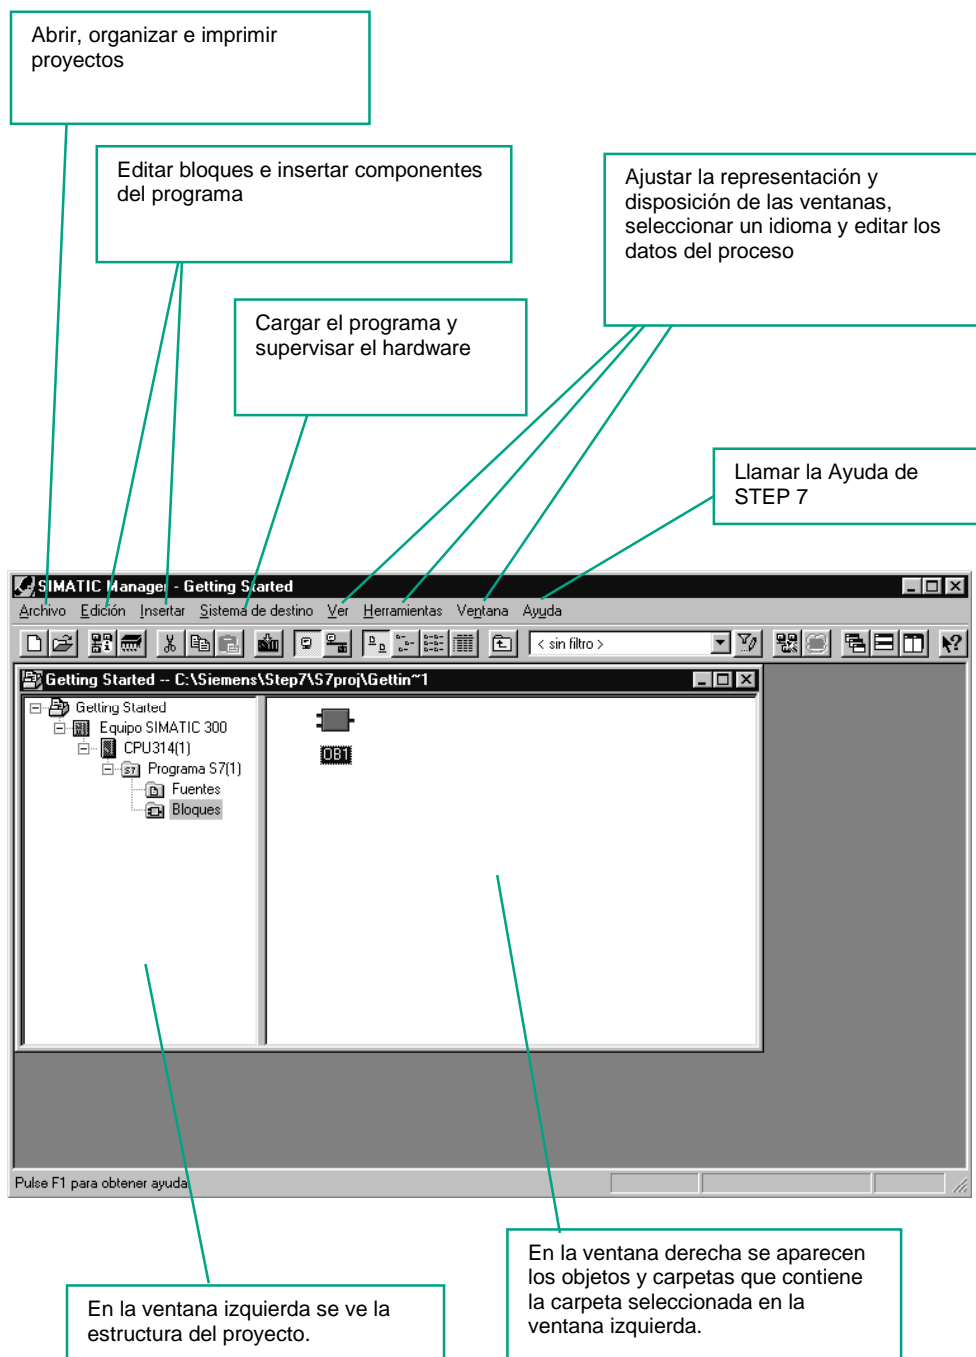 Abrir, organizar e imprimir
proyectos
Editar bloques e insertar componentes
del programa
Ajustar la representación y
disposición de las ventanas,
seleccionar un idioma y editar los
datos del proceso
Cargar el programa y
supervisar el hardware
Llamar la Ayuda de
STEP 7
SIMATIC Manager - Getting Started
Archivo Edición Insertar Sistema de destino Ver Herramientas Ventana Ayuda
< sin filtro >
Getting Started -- C:\Siemens\Step7\S7proj\Gettin~1
Getting Started
Equipo SIMATIC 300
CPU314(1)
Programa S7(1)
Fuentes
Bloques
OB1
Pulse F1 para obtener ayuda
En la ventana izquierda se ve la
estructura del proyecto.
En la ventana derecha se aparecen
los objetos y carpetas que contiene
la carpeta seleccionada en la
ventana izquierda.